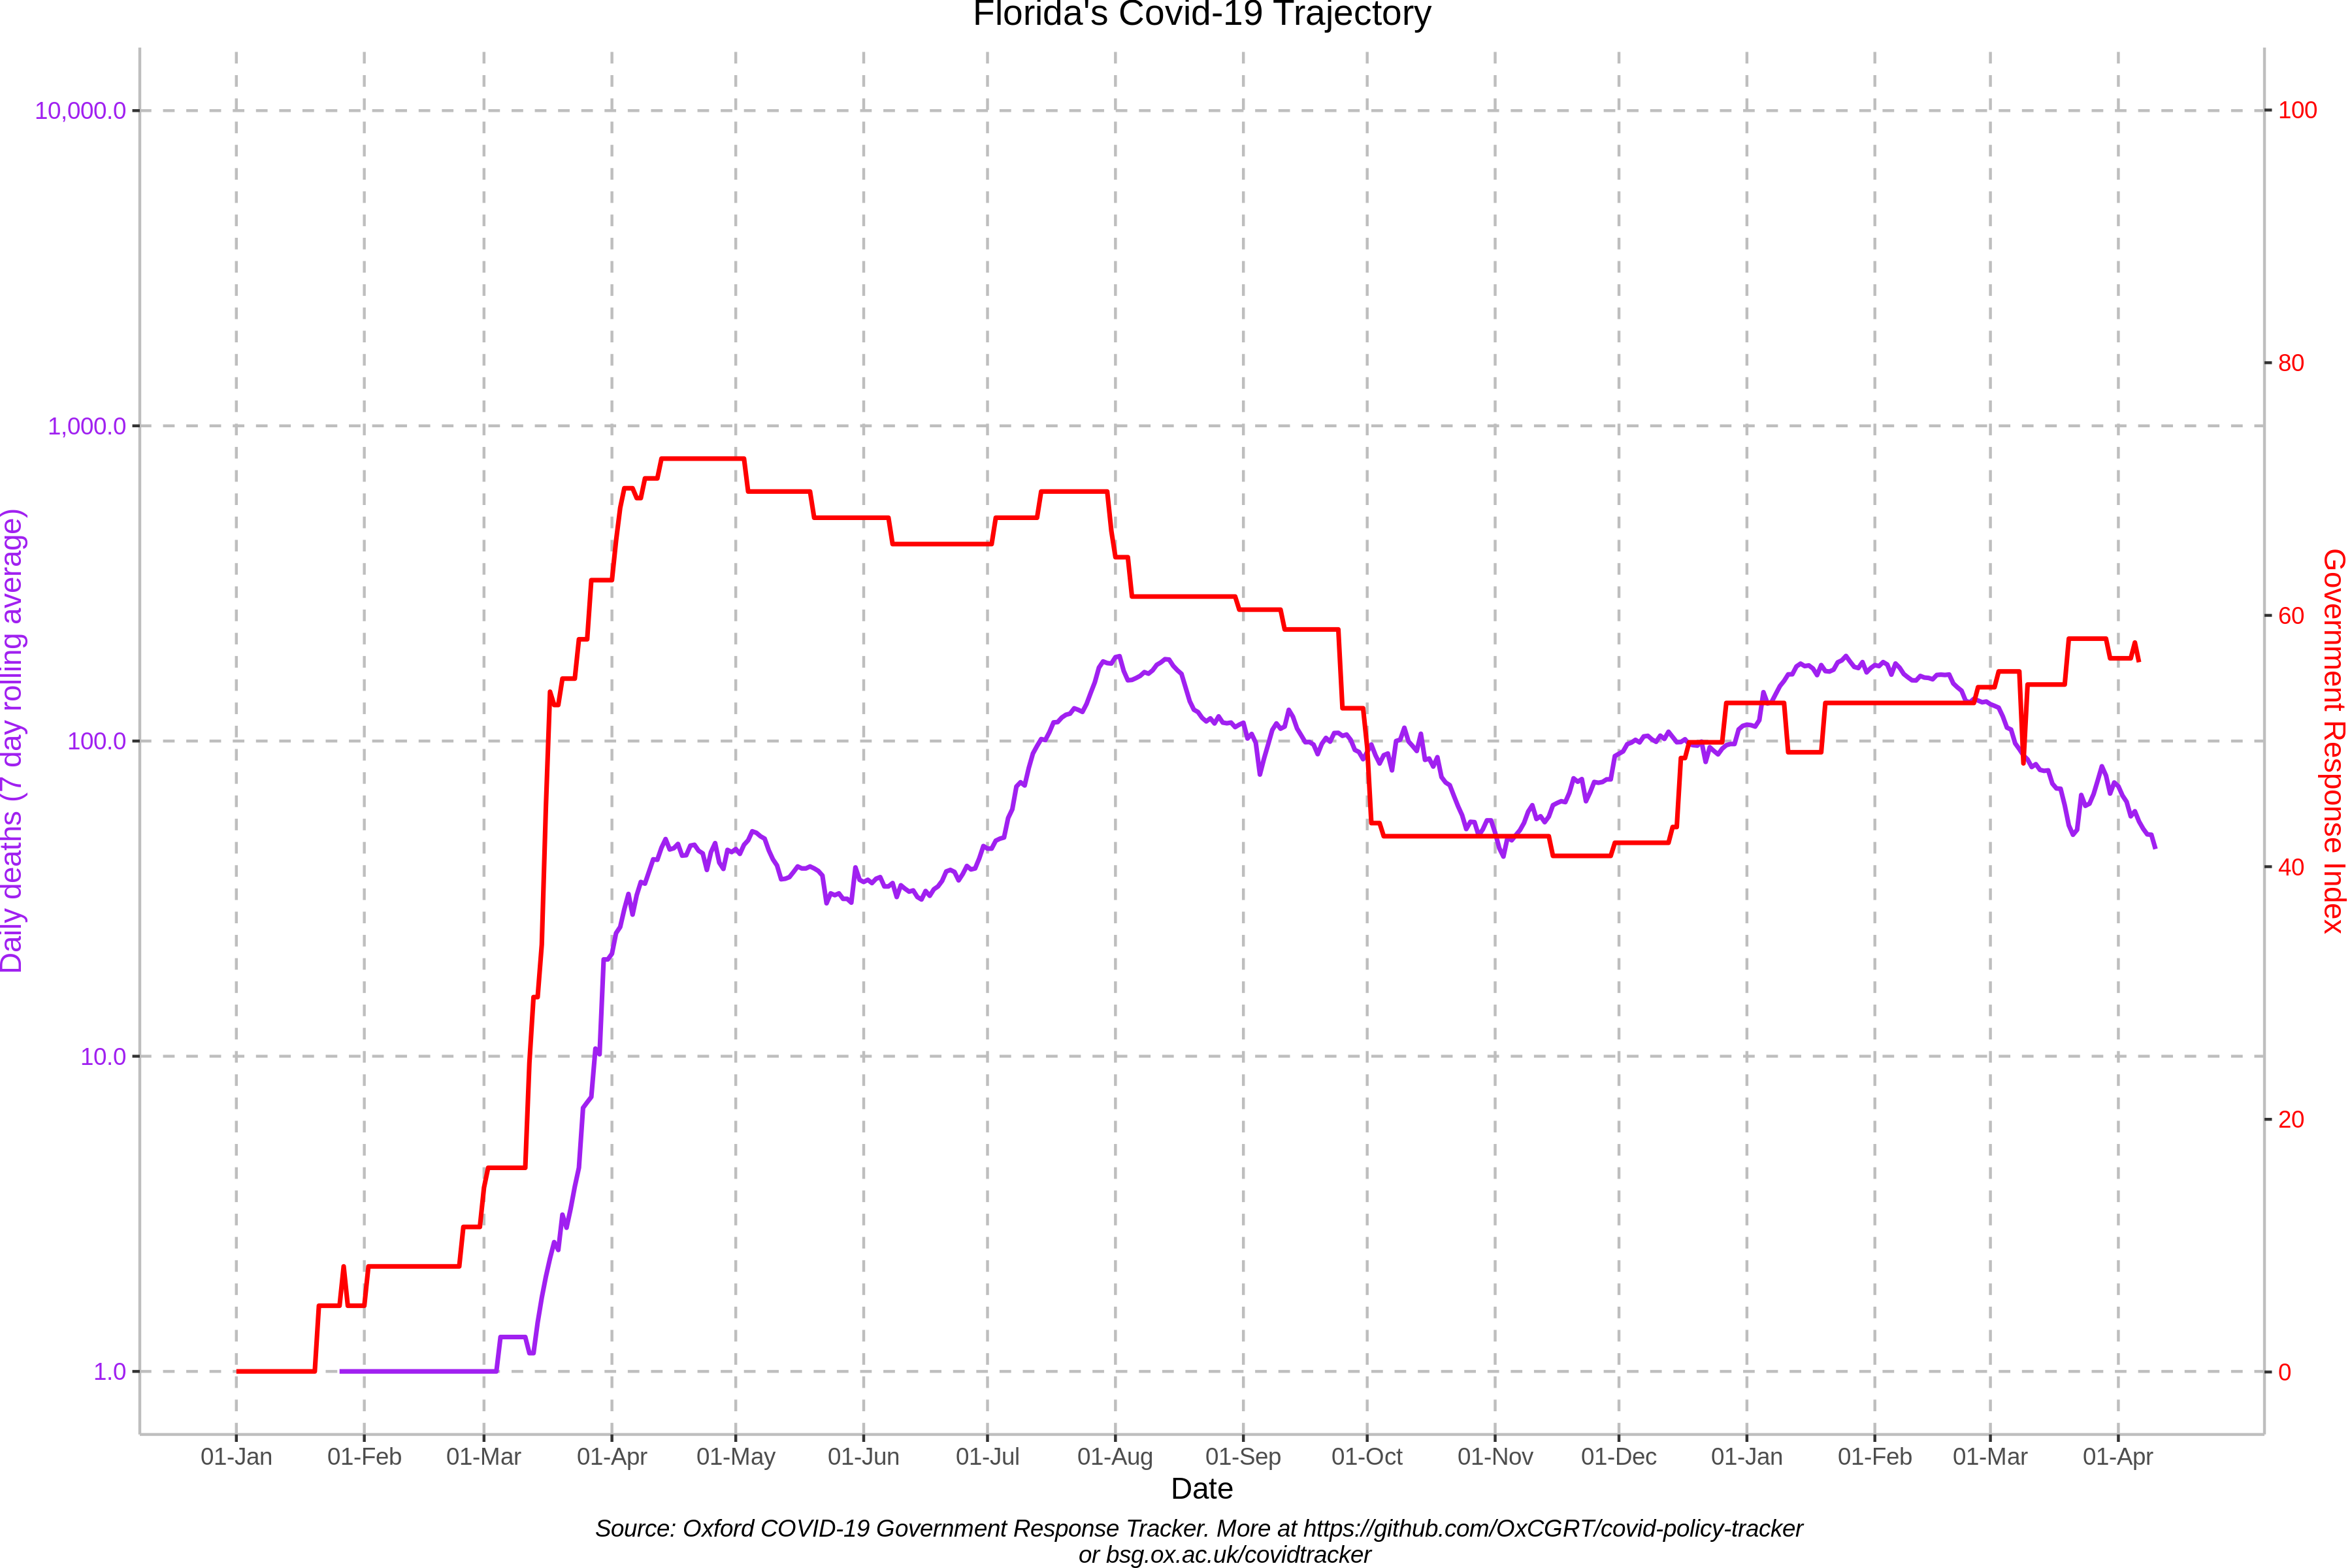 Florida's Covid-19 Trajectory
10,000.0
1,000.0
100.0
10.0
1.0
Daily deaths (7 day rolling average)
100
80
60
40
20
0
Government Response Index
01-Jan 01-Feb 01-Mar 01-Apr 01-May 01-Jun 01-Jul 01-Aug 01-Sep 01-Oct 01-Nov 01-Dec 01-Jan 01-Feb 01-Mar 01-Apr
Date
Source: Oxford COVID-19 Government Response Tracker. More at https://github.com/OxCGRT/covid-policy-tracker
or bsg.ox.ac.uk/covidtracker